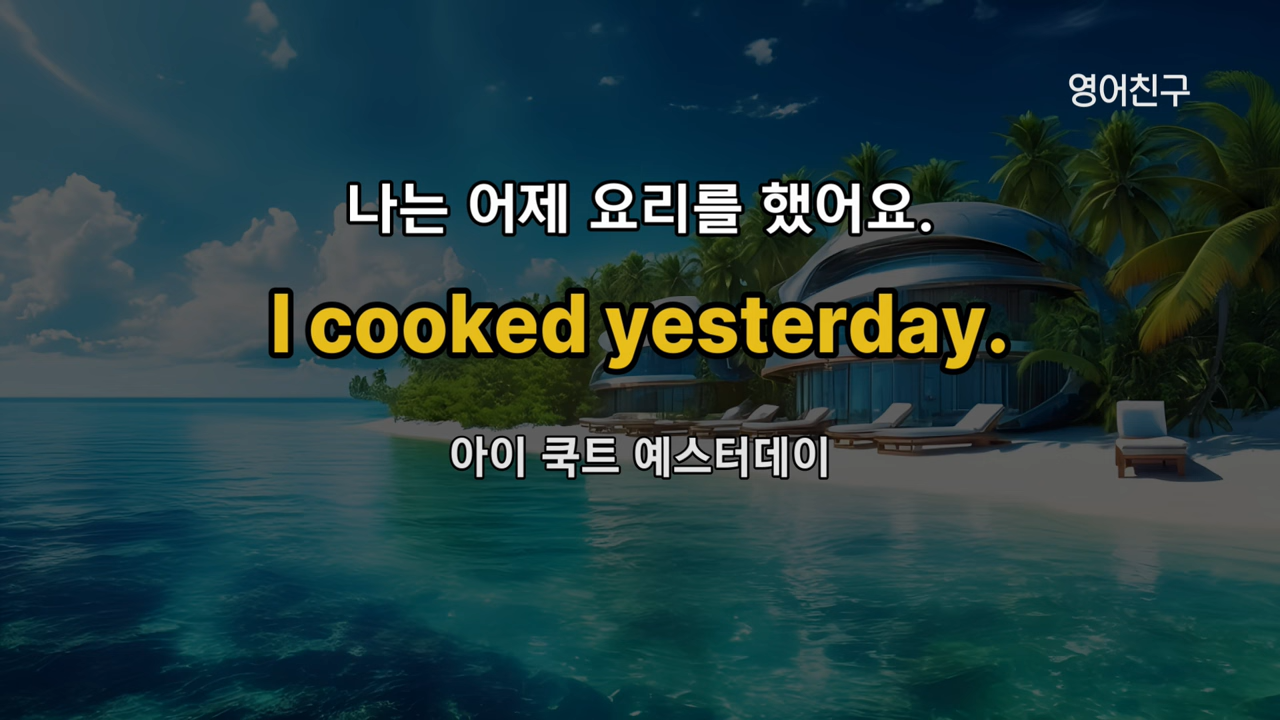 영어친구
나는 어제 요리를 했어요.
I cooked yesterday.
아이 쿡트 예스터데이